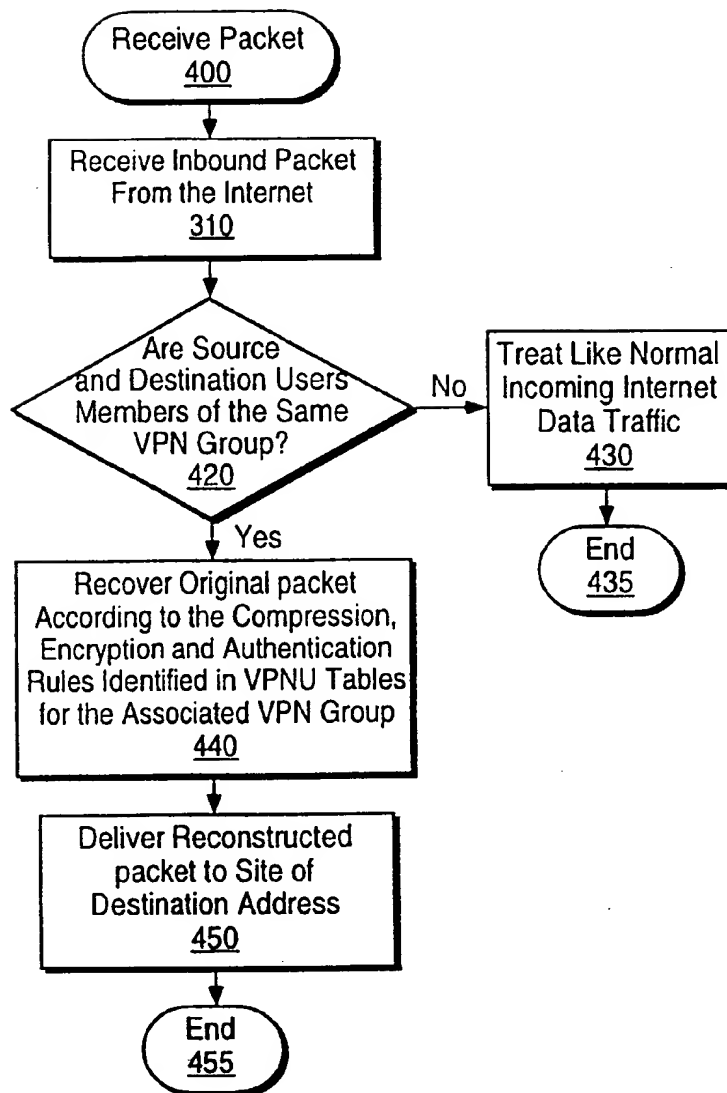 Receive Packet
400
Receive Inbound Packet
From the Internet
310
Are Source
and Destination Users
Members of the Same
VPN Group?
420
No
Treat Like Normal
Incoming Internet
Data Traffic
430
End
435
Yes
Recover Original packet
According to the Compression,
Encryption and Authentication
Rules Identified in VPNU Tables
for the Associated VPN Group
440
Deliver Reconstructed
packet to Site of
Destination Address
450
End
455